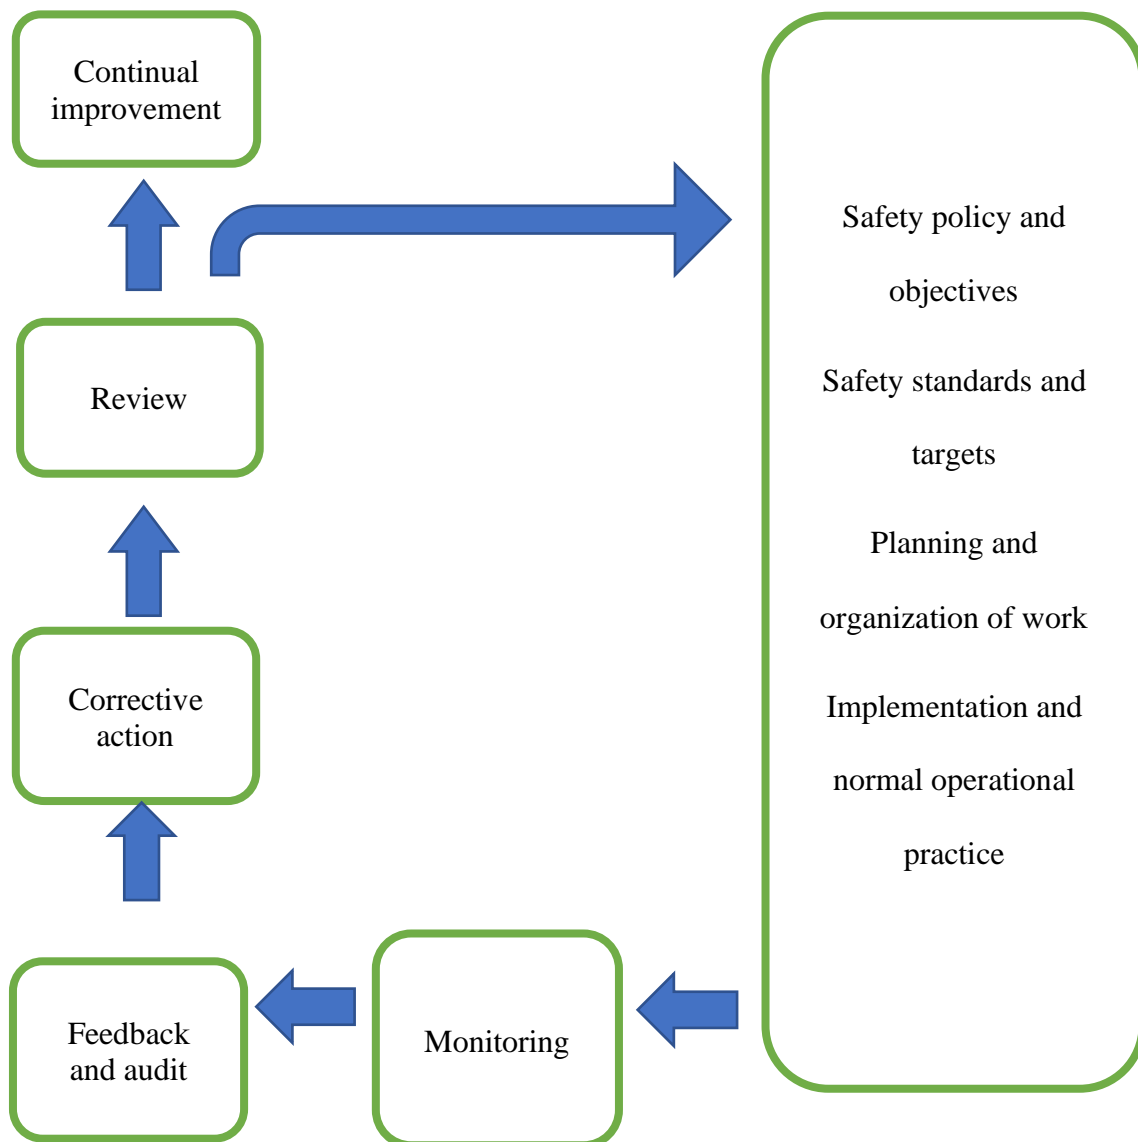 Continual
improvement
Review
Corrective
action
Feedback
and audit
Monitoring
Safety policy and
objectives
Safety standards and
targets
Planning and
organization of work
Implementation and
normal operational
practice